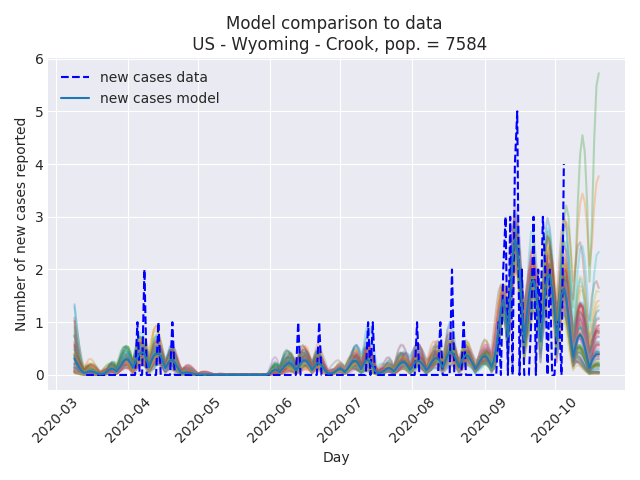 Model comparison to data
US - Wyoming - Crook, pop. = 7584
new cases data
new cases model
Number of new cases reported
6
5
4
3
2
1
0
2020-03
2020-04
2020-05
2020-06
2020-07
2020-08
2020-09
2020-10
Day